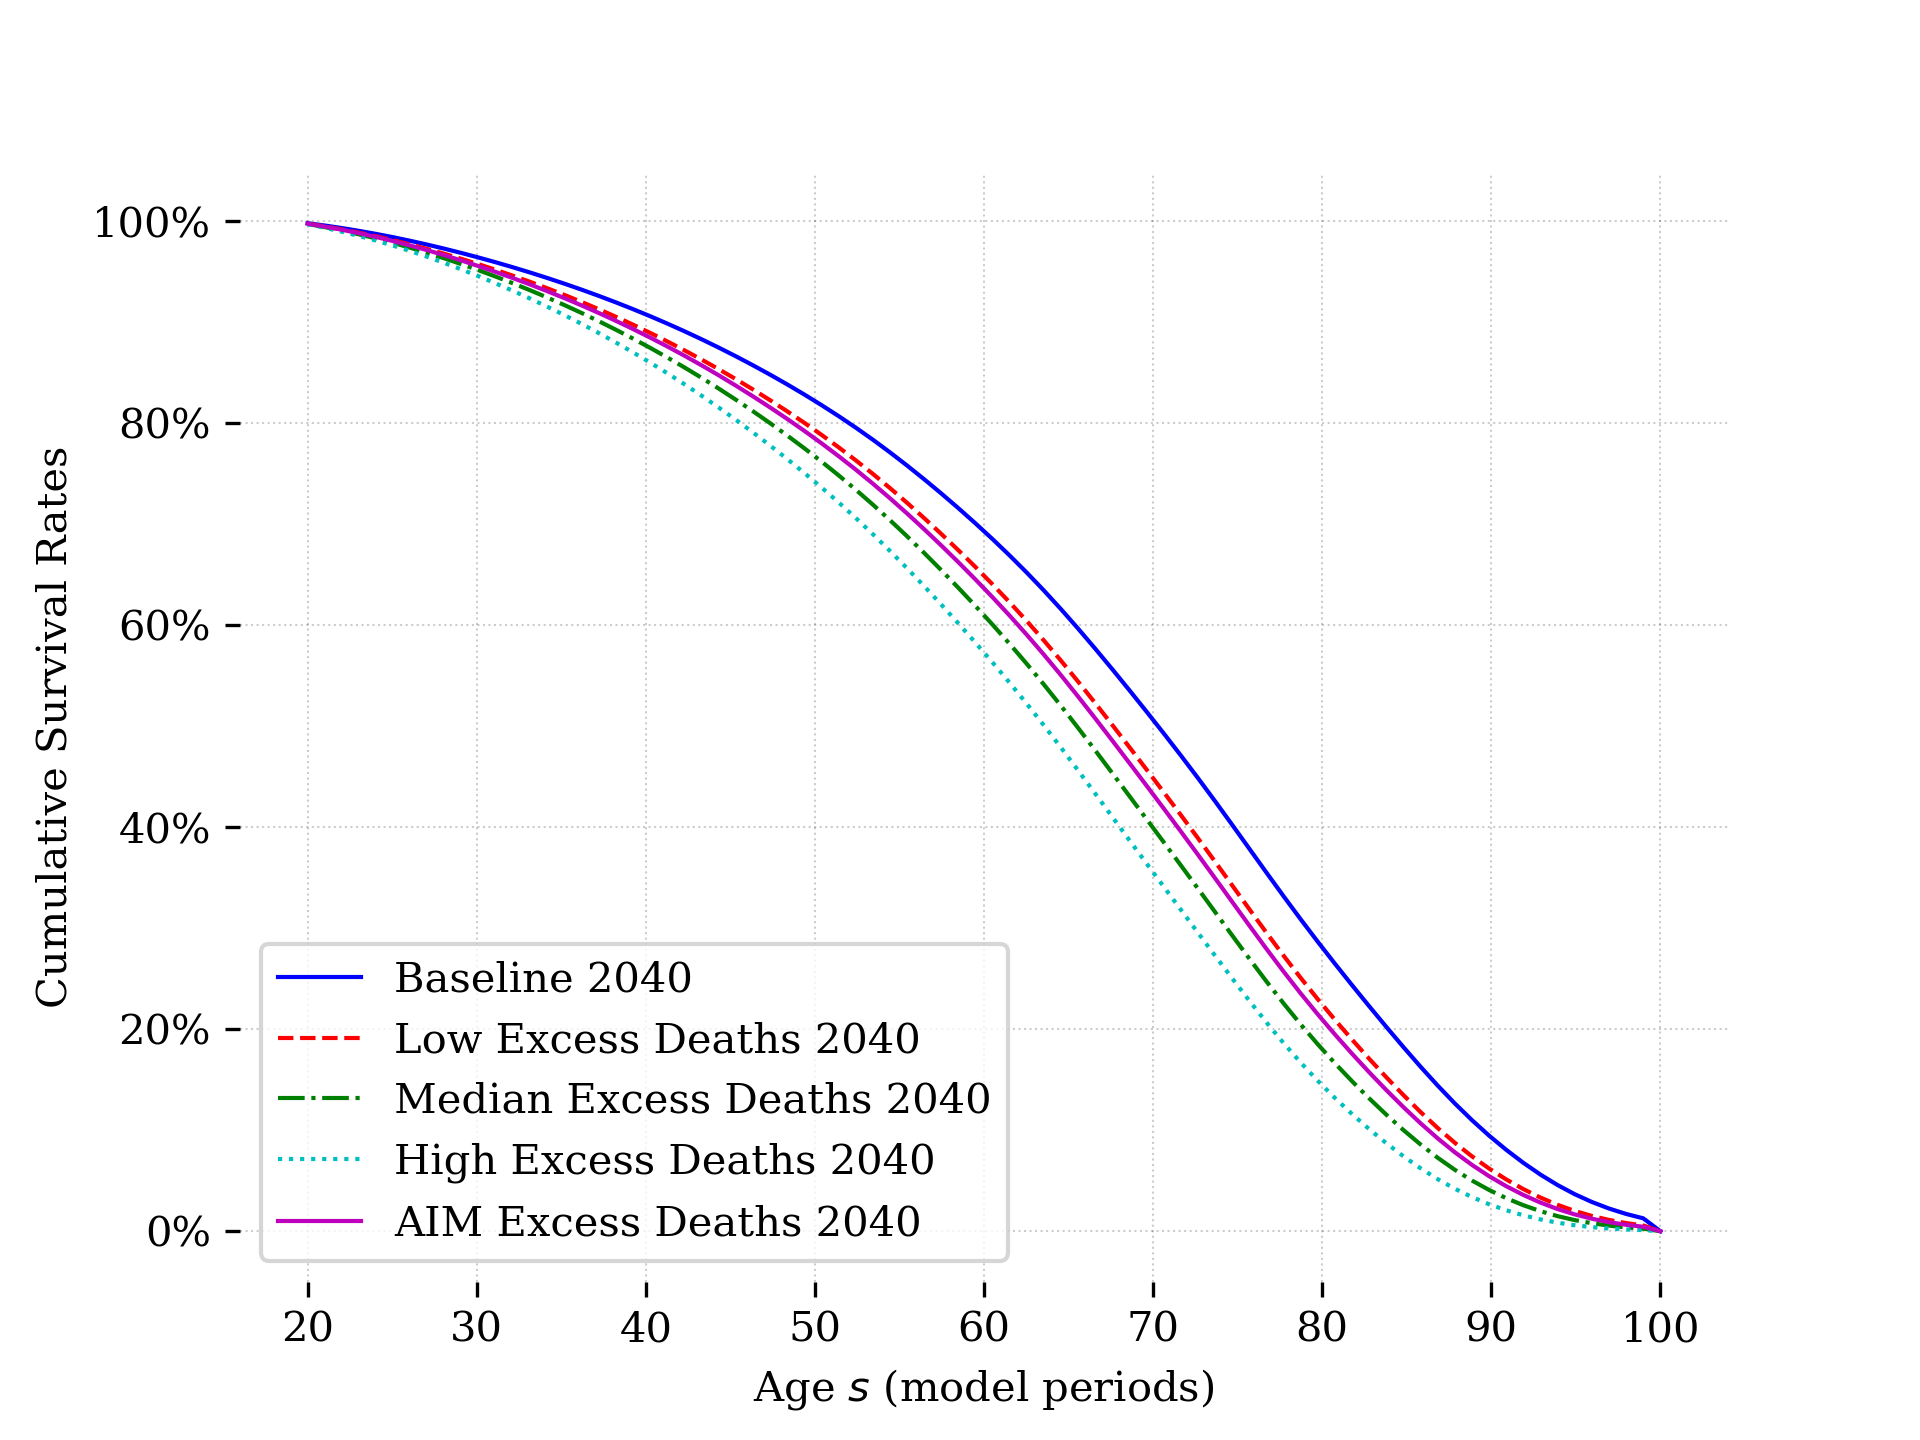 100%
80%
60%
40%
20%
0%
Cumulative Survival Rates
Baseline 2040
Low Excess Deaths 2040
Median Excess Deaths 2040
High Excess Deaths 2040
AIM Excess Deaths 2040
20 30 40 50 60 70 80 90 100
Age s (model periods)